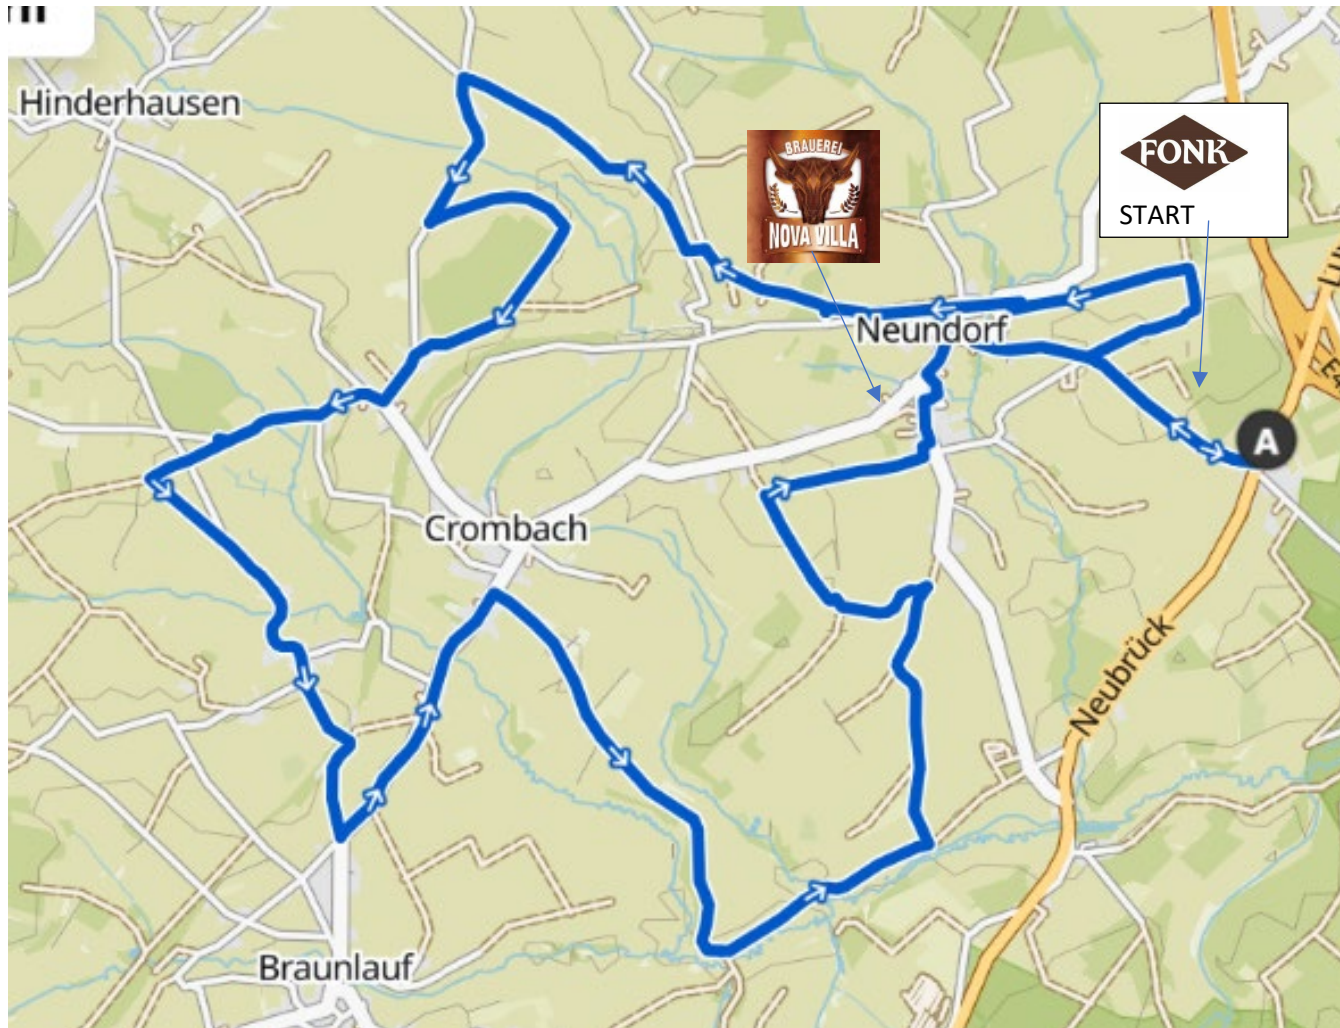 Hinderhausen
BRAUEREI
NOVA VILLA
FONK
START
Neundorf
A
Crombach
Neubrück
Braunlauf